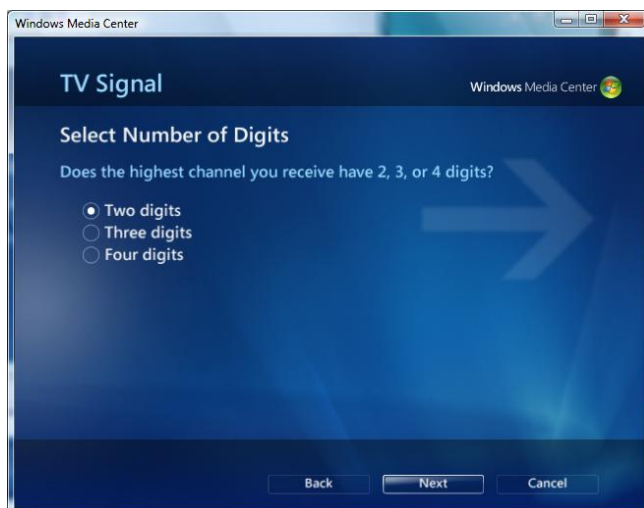 Windows Media Center
TV Signal
Windows Media Center
Select Number of Digits
Does the highest channel you receive have 2, 3, or 4 digits?
Two digits
Three digits
Four digits
Back Next Cancel